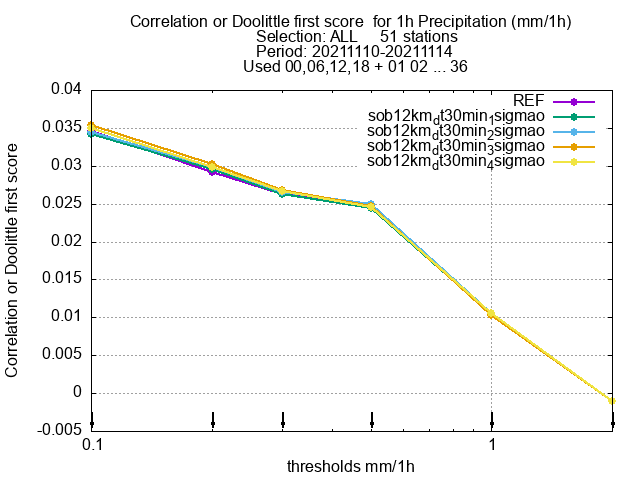 Correlation or Doolittle first score  for 1h Precipitation (mm/1h)
Selection: ALL     51 stations
Period: 20211110-20211114
Used 00,06,12,18 + 01 02 ... 36
REF
sob12km_dt30min_1sigmao
sob12km_dt30min_2sigmao
sob12km_dt30min_3sigmao
sob12km_dt30min_4sigmao
Correlation or Doolittle first score
0.04
0.035
0.03
0.025
0.02
0.015
0.01
0.005
0
-0.005
0.1
1
thresholds mm/1h